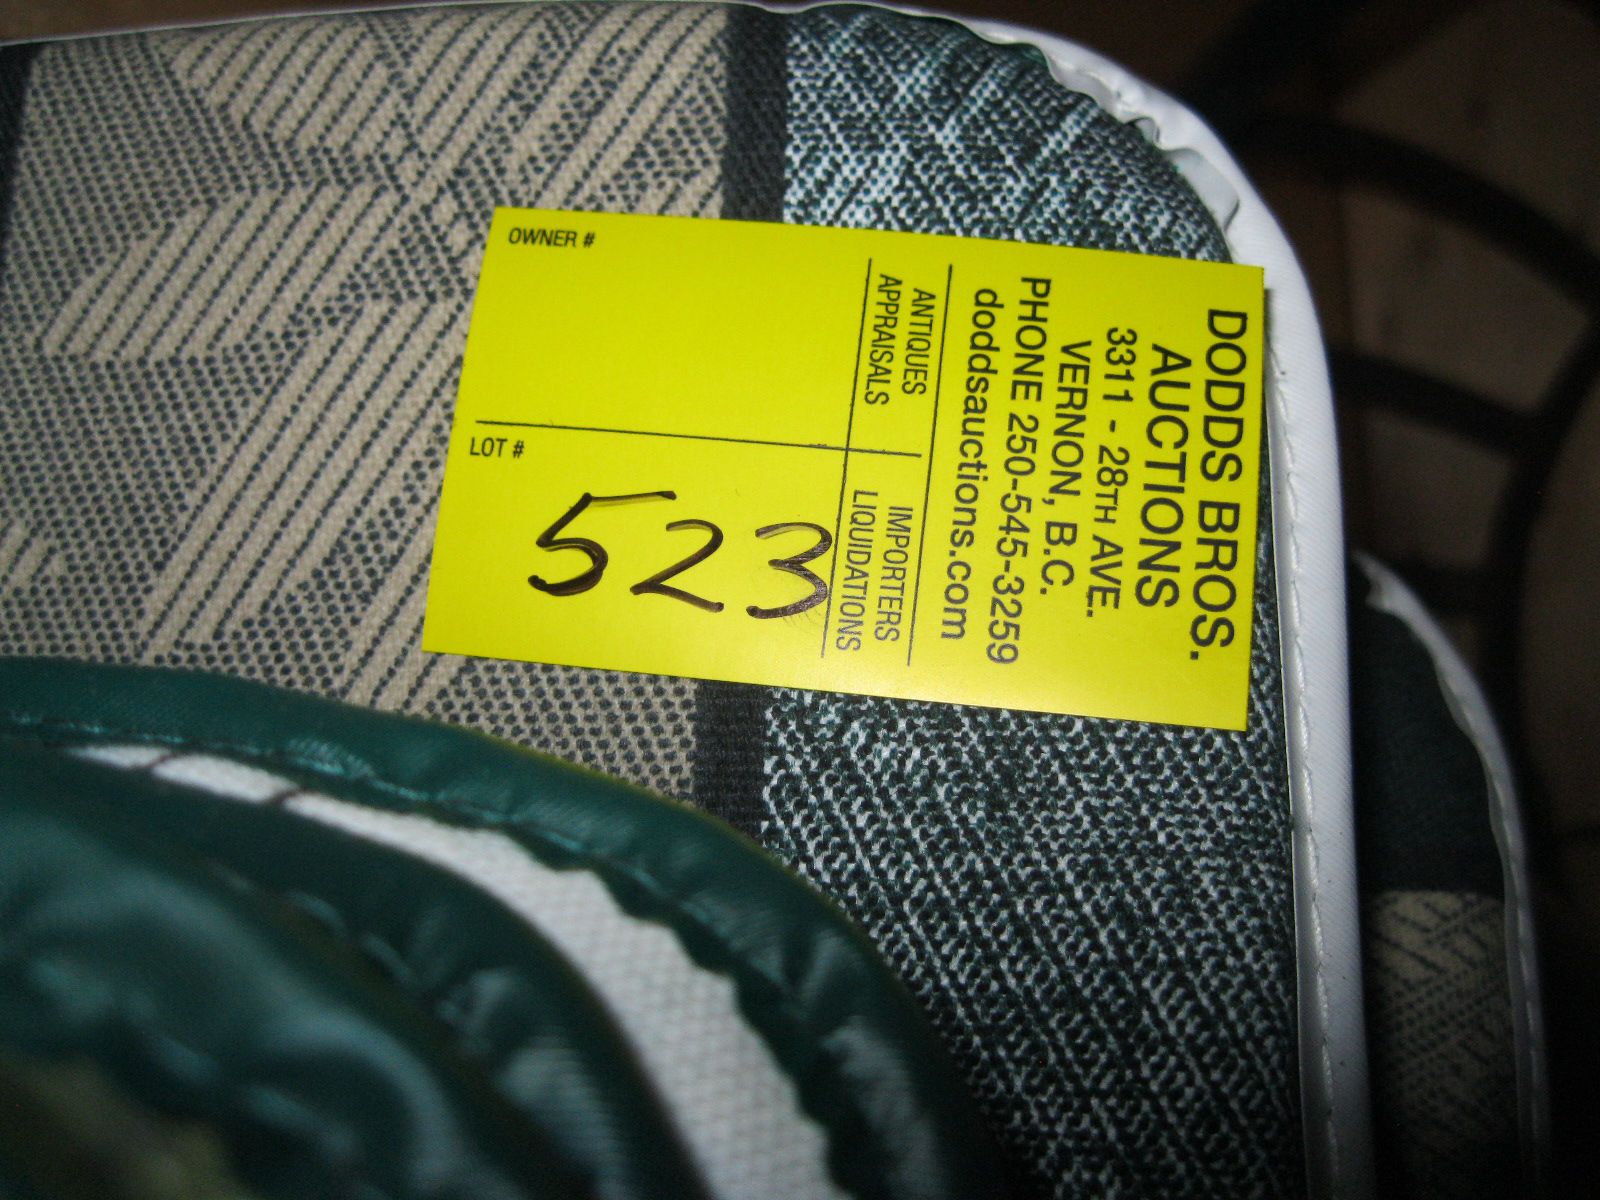 DODDS BROS.
AUCTIONS
3311 - 28TH AVE.
VERNON, B.C.
PHONE 250-545-3259
doddsauctions.com
ANTIQUES
APPRAISALS
IMPORTERS
LIQUIDATIONS
OWNER #
LOT #
523